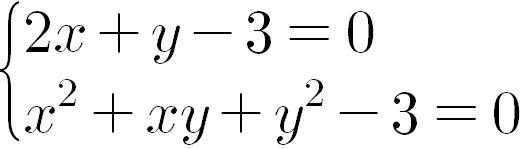 2x + y − 3 = 0
x² + xy + y² − 3 = 0